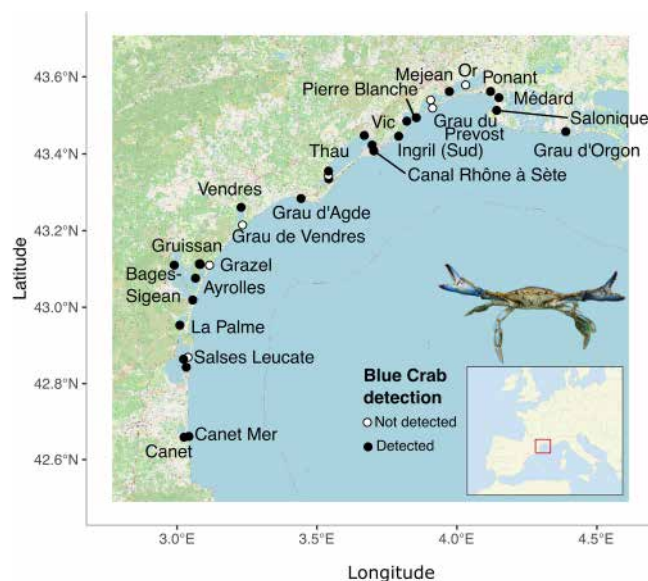 43.6°N
43.4°N
43.2°N
43.0°N
42.8°N
42.6°N
Latitude
3.0°E
3.5°E
4.0°E
4.5°E
Longitude
Mejean
Or
Ponant
Pierre Blanche
Médard
Vic
Grau du
Prevost
Salonique
Thau
Ingril (Sud)
Grau d'Orgon
Canal Rhône à Sète
Vendres
Grau d'Agde
Grau de Vendres
Gruissan
Grazel
Bages-
Sigean
Ayrolles
La Palme
Salses Leucate
Canet Mer
Canet
Blue Crab
detection
Not detected
Detected